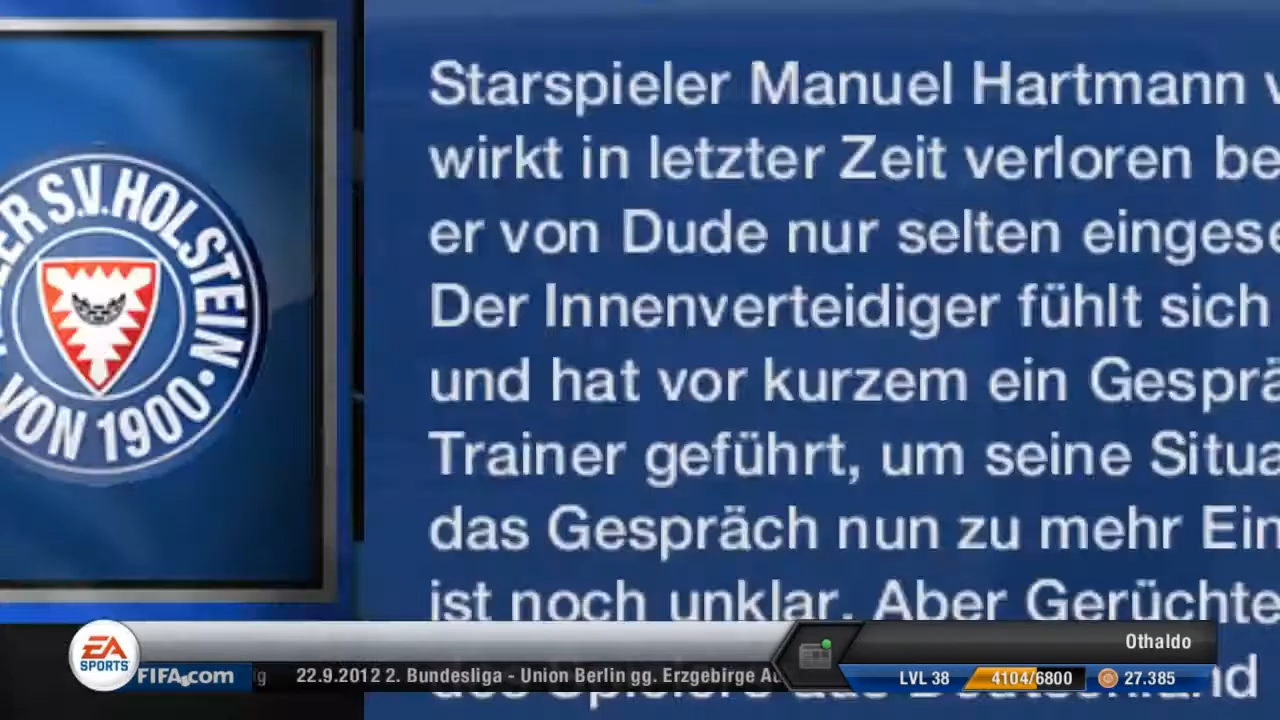 S.V. HOLSTEIN
VON 1900
Starspieler Manuel Hartmann
wirkt in letzter Zeit verloren
er von Dude nur selten
Der Innenverteidiger fühlt sich
und hat vor kurzem ein
Trainer geführt, um seine
das Gespräch nun zu mehr
ist noch unklar. Aber Gerüchte
Othaldo
EA SPORTS
FIFA.com
22.9.2012 2. Bundesliga - Union Berlin gg. Erzgebirge
LVL 38
4104/6800
27.385